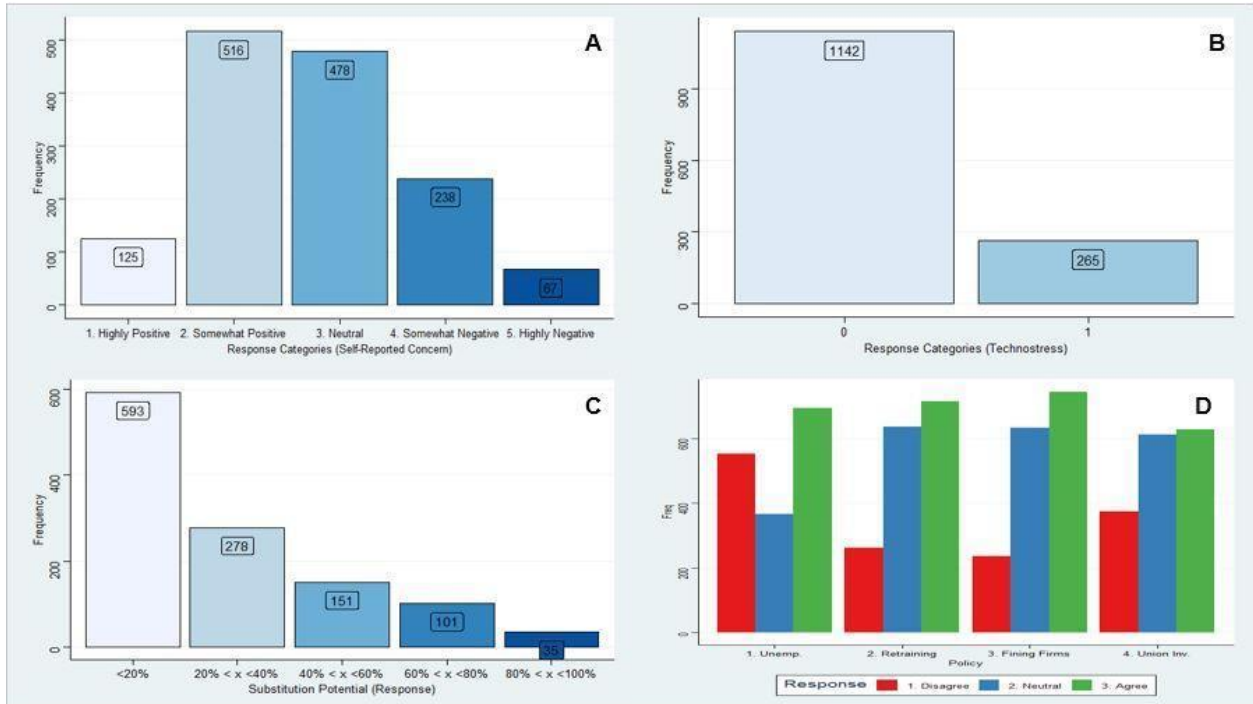 A
Frequency
500
400
300
200
100
0
125
516
478
238
67
1. Highly Positive 2. Somewhat Positive 3. Neutral 4. Somewhat Negative 5. Highly Negative
Response Categories (Self-Reported Concern)
B
Frequency
900
600
300
0
1142
265
0 1
Response Categories (Technostress)
C
Frequency
600
400
200
0
593
278
151
101
35
<20% 20% < x <40% 40% < x <60% 60% < x <80% 80% < x <100%
Substitution Potential (Response)
D
Freq
600
400
200
0
1. Unemp. 2. Retraining 3. Fining Firms 4. Union Inv.
Policy
Response 1. Disagree 2. Neutral 3. Agree